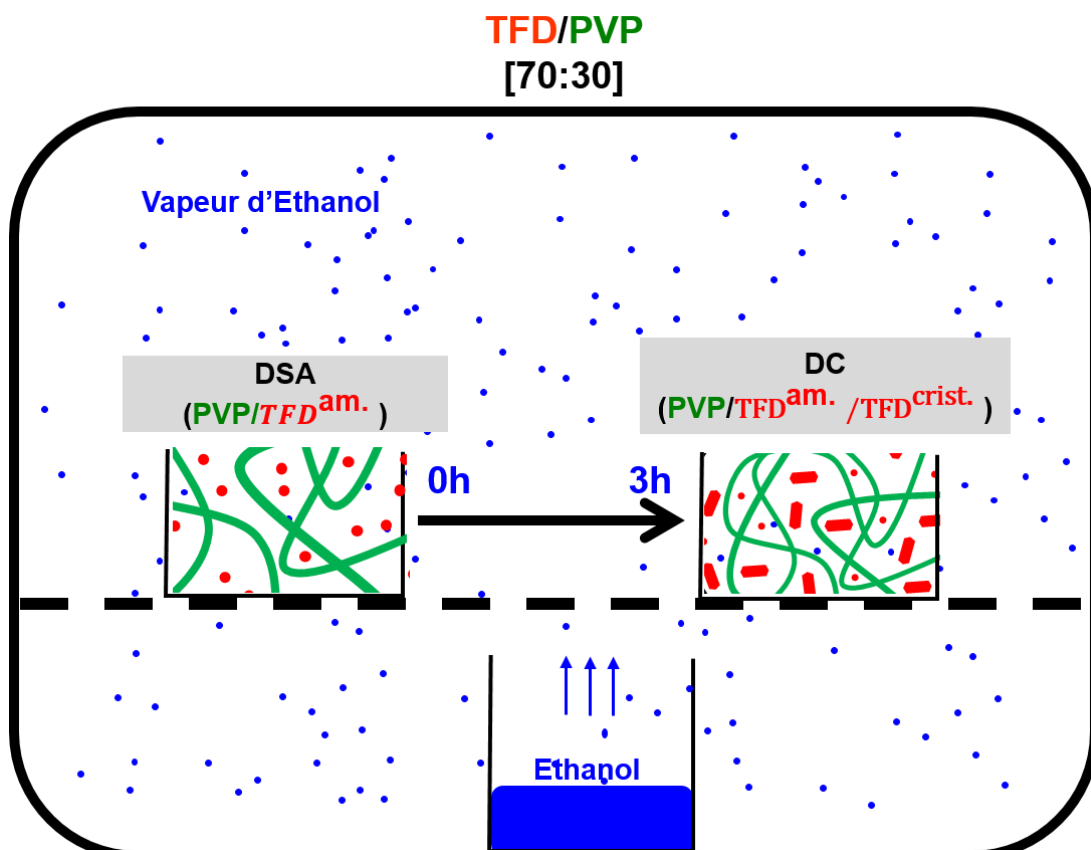 TFD/PVP
[70:30]
Vapeur d’Ethanol
DSA
(PVP/TFDam. )
DC
(PVP/TFDam. /TFDcrist. )
0h
3h
Ethanol